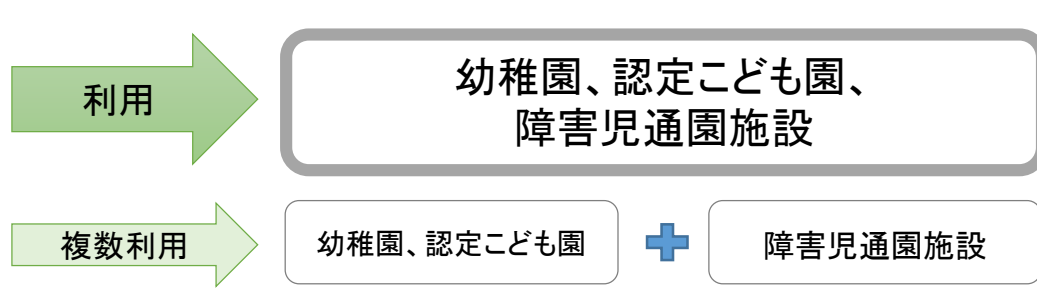 利用
幼稚園、認定こども園、
障害児通園施設
複数利用
幼稚園、認定こども園
障害児通園施設